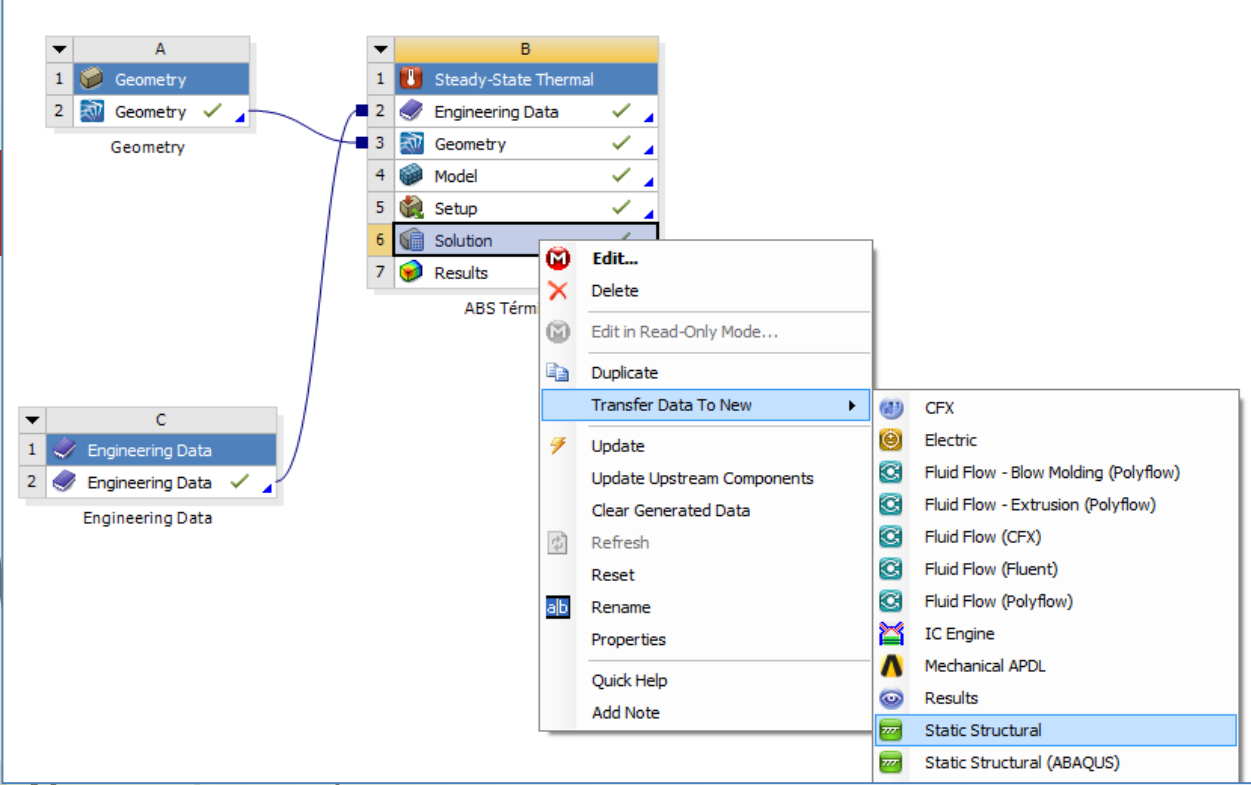 A
1 Geometry
2 Geometry
Geometry
B
1 Steady-State Thermal
2 Engineering Data
3 Geometry
4 Model
5 Setup
6 Solution
7 Results
ABS Térmi
C
1 Engineering Data
2 Engineering Data
Engineering Data
Edit...
Delete
Edit in Read-Only Mode...
Duplicate
Transfer Data To New
Update
Update Upstream Components
Clear Generated Data
Refresh
Reset
a|b Rename
Properties
Quick Help
Add Note
CFX
Electric
Fluid Flow - Blow Molding (Polyflow)
Fluid Flow - Extrusion (Polyflow)
Fluid Flow (CFX)
Fluid Flow (Fluent)
Fluid Flow (Polyflow)
IC Engine
Mechanical APDL
Results
Static Structural
Static Structural (ABAQUS)